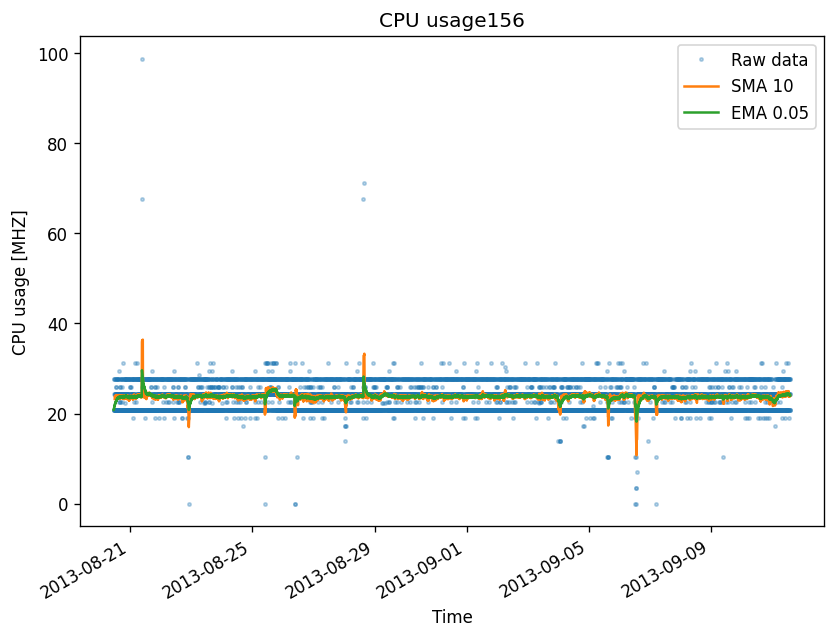 CPU usage156
Raw data
SMA 10
EMA 0.05
CPU usage [MHZ]
100
80
60
40
20
0
2013-08-21
2013-08-25
2013-08-29
2013-09-01
2013-09-05
2013-09-09
Time